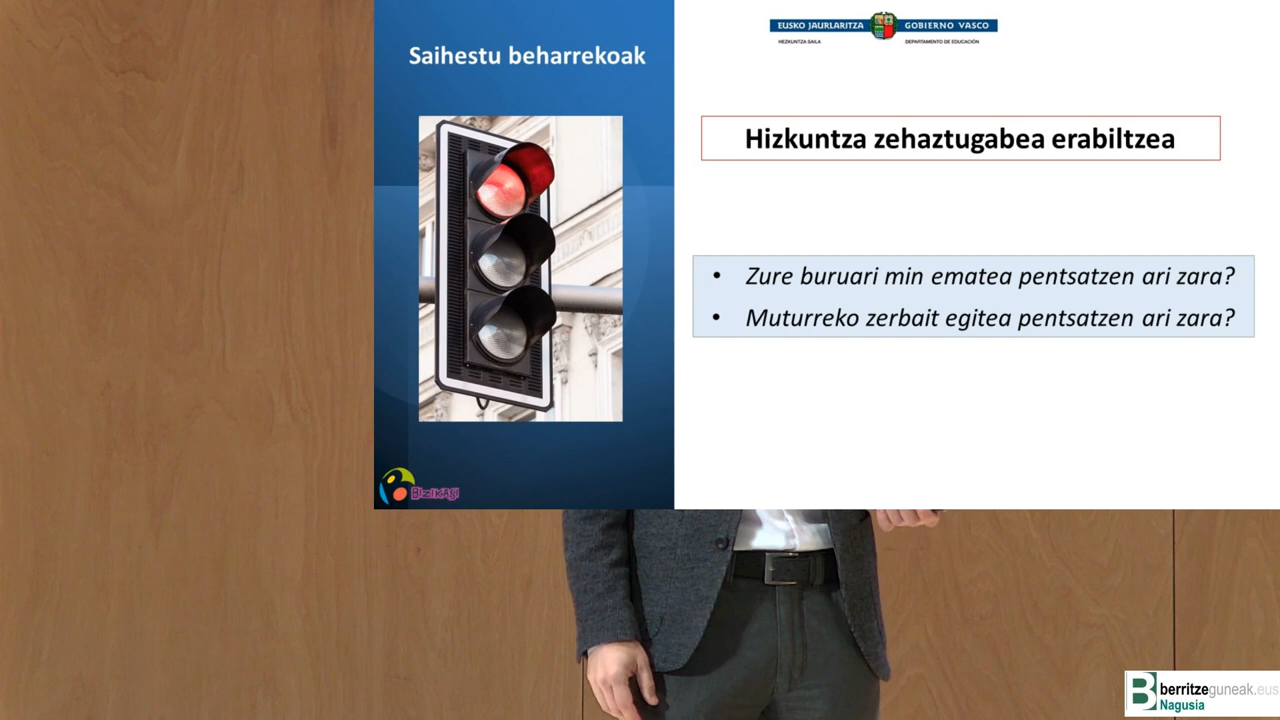 Saihestu beharrekoak
EUSKO JAURLARITZA GOBIERNO VASCO
HEZKUNTZA SAILA DEPARTAMENTO DE EDUCACIÓN
Hizkuntza zehaztugabea erabiltzea
• Zure buruari min ematea pentsatzen ari zara?
• Muturreko zerbait egitea pentsatzen ari zara?
BIZIKASI
berritzeguneak.eus
Nagusia